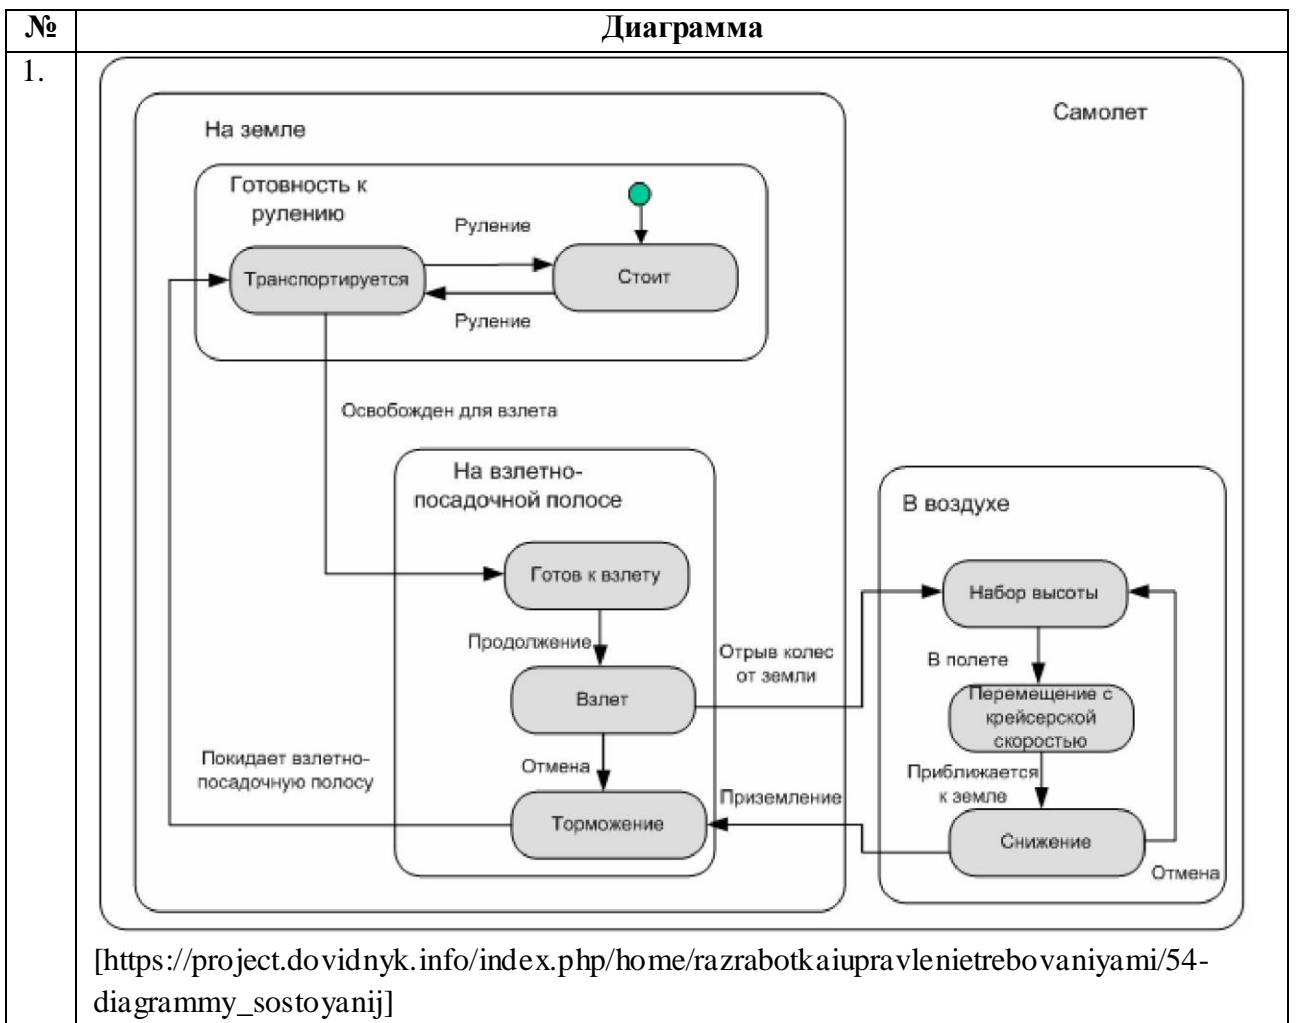 №
Диаграмма
1.
Самолет
На земле
Готовность к
рулению
Руление
Транспортируется
Стоит
Руление
Освобожден для взлета
На взлетно-
посадочной полосе
В воздухе
Готов к взлету
Набор высоты
Продолжение
Отрыв колес
от земли
В полете
Взлет
Перемещение с
крейсерской
скоростью
Покидает взлетно-
посадочную полосу
Отмена
Приближается
к земле
Приземление
Торможение
Снижение
Отмена
[https://project.dovidnyk.info/index.php/home/razrabotkaiupravlenietrebovaniyami/54-
diagrammy_sostoyanij]